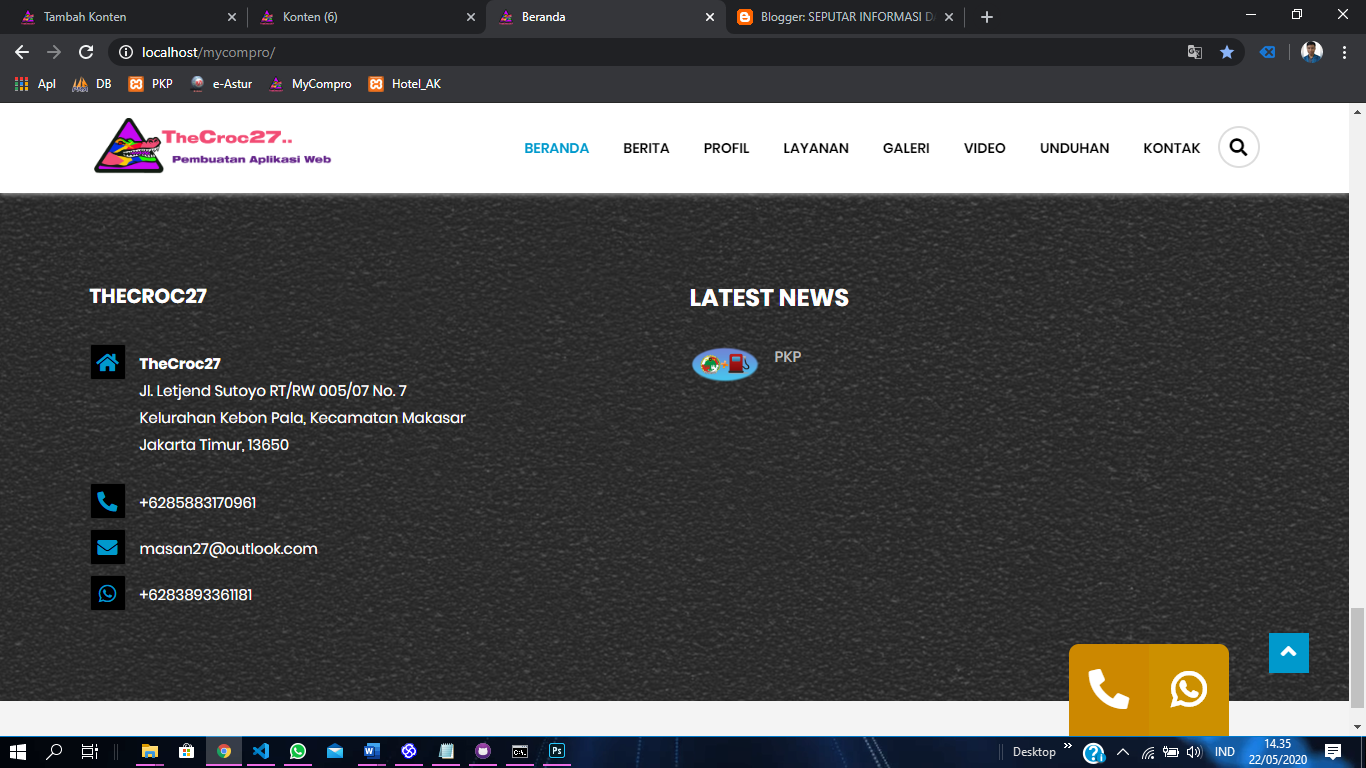 Tambah Konten
Konten (6)
Beranda
Blogger: SEPUTAR INFORMASI D
localhost/mycompro/
Apl
DB
PKP
e-Astur
MyCompro
Hotel_AK
TheCroc27..
Pembuatan Aplikasi Web
BERANDA
BERITA
PROFIL
LAYANAN
GALERI
VIDEO
UNDUHAN
KONTAK
THECROC27
TheCroc27
Jl. Letjend Sutoyo RT/RW 005/07 No. 7
Kelurahan Kebon Pala, Kecamatan Makasar
Jakarta Timur, 13650
+6285883170961
masan27@outlook.com
+6283893361181
LATEST NEWS
PKP
Desktop
IND
14.35
22/05/2020